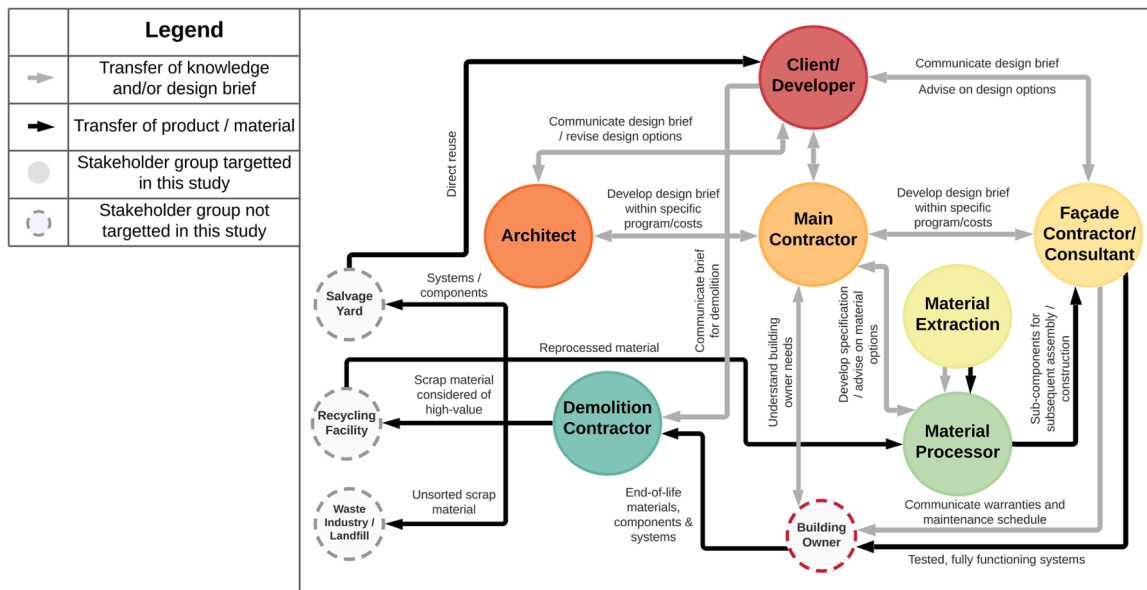 Legend
Transfer of knowledge
and/or design brief
Transfer of product / material
Stakeholder group targetted
in this study
Stakeholder group not
targetted in this study
Client/
Developer
Communicate design brief
Advise on design options
Communicate design brief
/ revise design options
Direct reuse
Architect
Develop design brief
within specific
program/costs
Main
Contractor
Develop design brief
within specific
program/costs
Façade
Contractor/
Consultant
Salvage
Yard
Systems /
components
Communicate brief
for demolition
Understand building
owner needs
Develop specification
/ advise on material
options
Material
Extraction
Sub-components for
subsequent assembly /
construction
Reprocessed material
Recycling
Facility
Scrap material
considered of
high-value
Demolition
Contractor
Material
Processor
Waste
Industry /
Landfill
Unsorted scrap
material
End-of-life
materials,
components &
systems
Building
Owner
Communicate warranties and
maintenance schedule
Tested, fully functioning systems